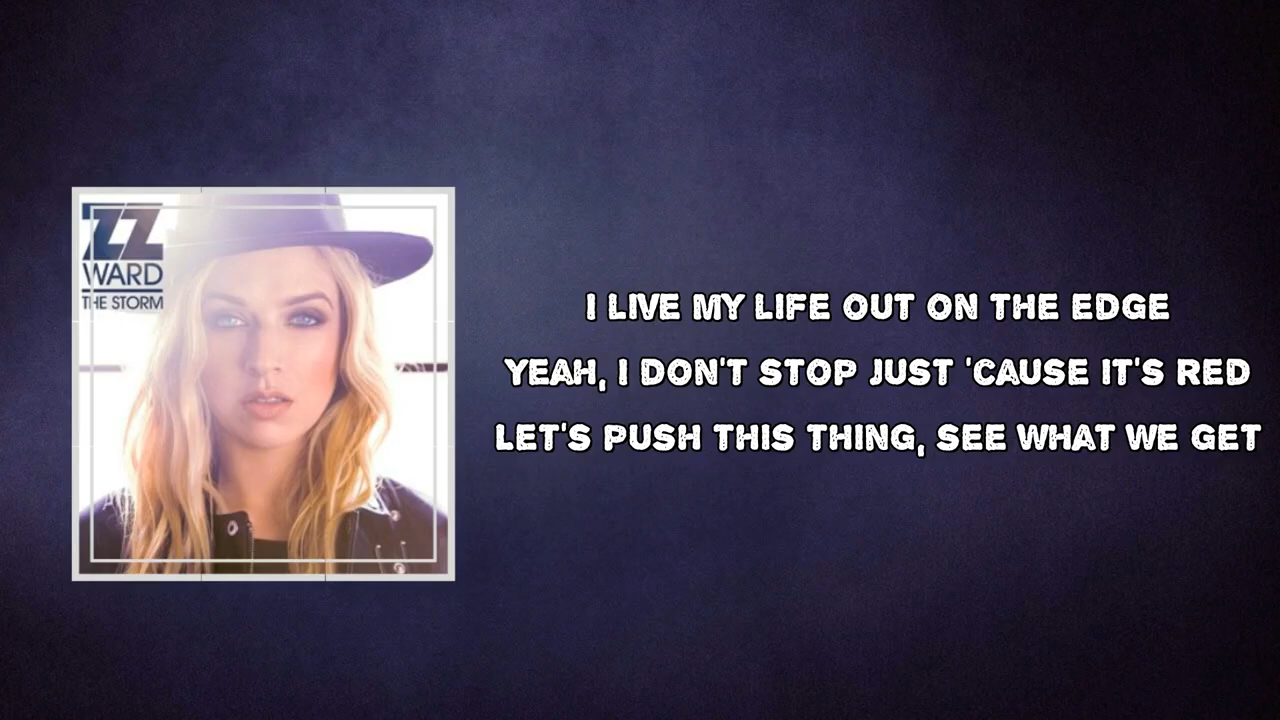 ZZ
WARD
THE STORM
I LIVE MY LIFE OUT ON THE EDGE
YEAH, I DON'T STOP JUST 'CAUSE IT'S RED
LET'S PUSH THIS THING, SEE WHAT WE GET